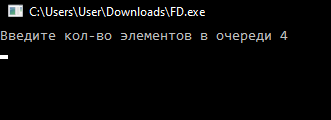 C:\Users\User\Downloads\FD.exe
Введите кол-во элементов в очереди 4